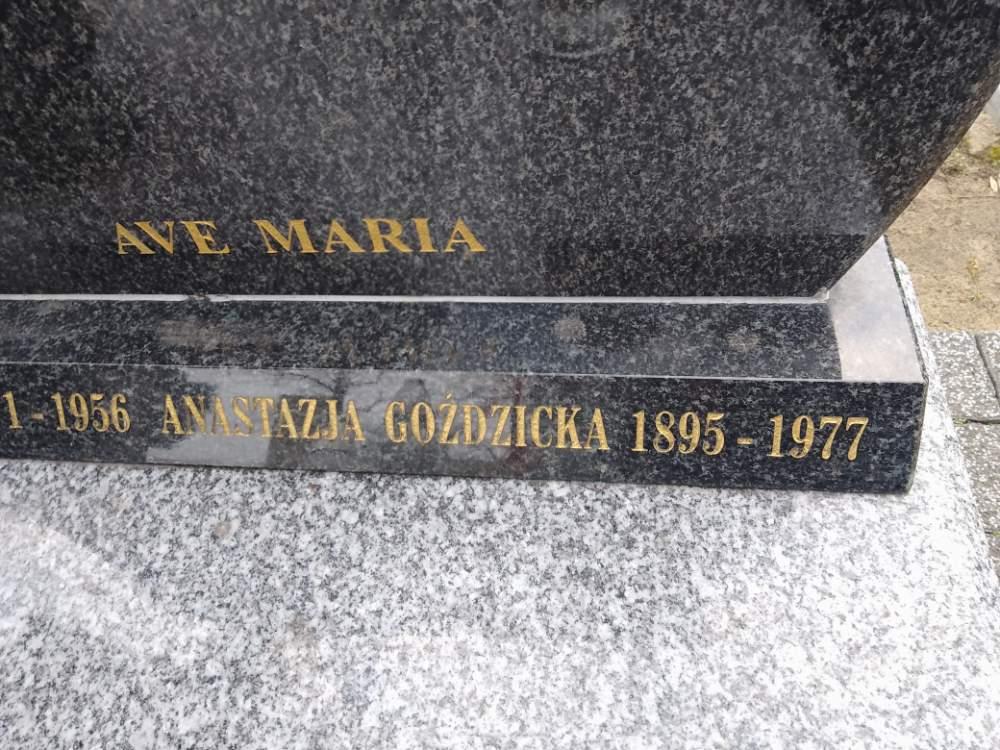 AVE MARIA
1 - 1956 ANASTAZJA GOŹDZICKA 1895 - 1977